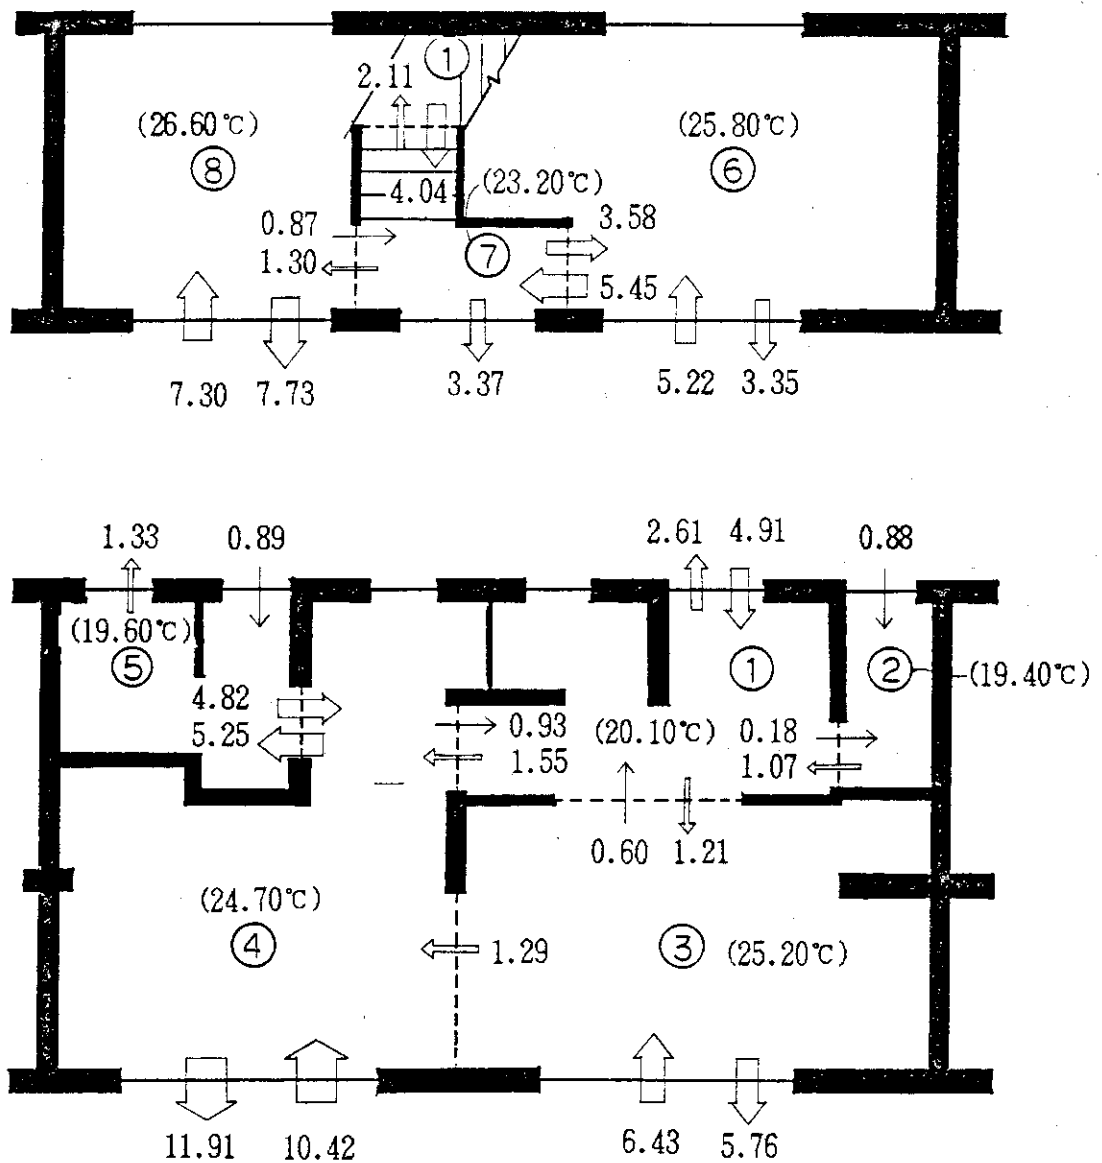 ①
2.11
(26.60℃) (25.80℃)
⑧ ⑥
4.04 (23.20℃)
0.87 3.58
1.30 ⑦
5.45
7.30 7.73 3.37 5.22 3.35
1.33 0.89 2.61 4.91 0.88
(19.60℃)
⑤ ① ② (19.40℃)
4.82 0.93 (20.10℃) 0.18
5.25 1.55 1.07
0.60 1.21
(24.70℃)
④ 1.29 ③ (25.20℃)
11.91 10.42 6.43 5.76